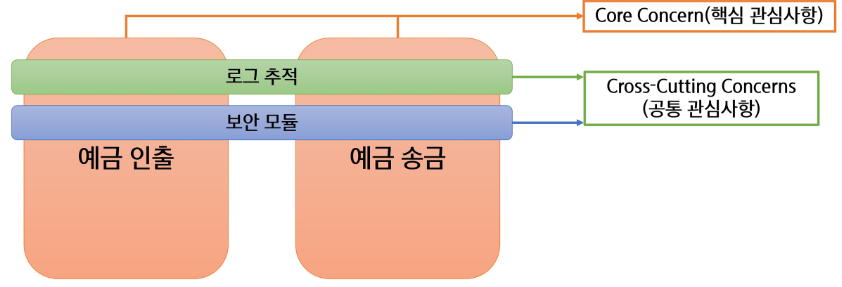 Core Concern(핵심 관심사항)
로그 추적
Cross-Cutting Concerns
(공통 관심사항)
보안 모듈
예금 인출
예금 송금